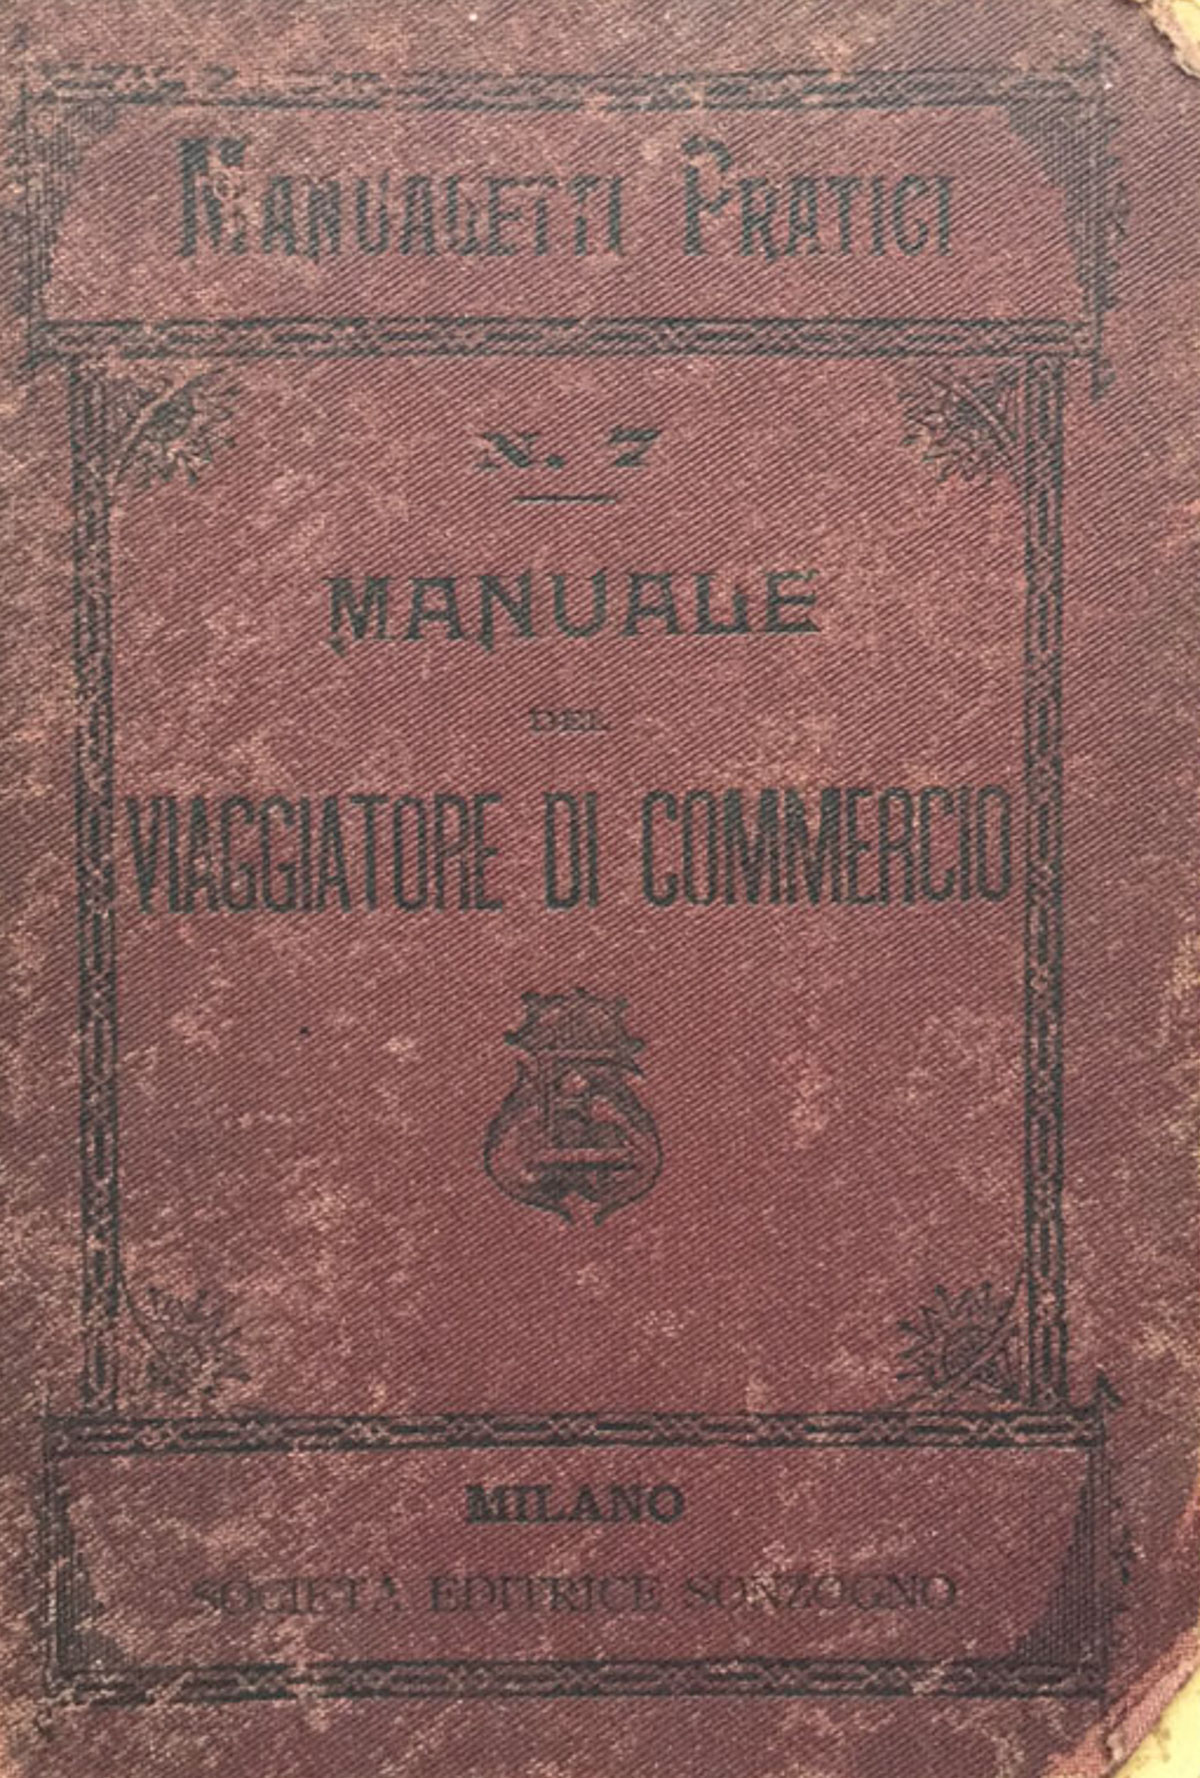 MANUALETTI PRATICI
N. 7
MANUALE
DEL
VIAGGIATORE DI COMMERCIO
MILANO
SOCIETÀ EDITRICE SONZOGNO